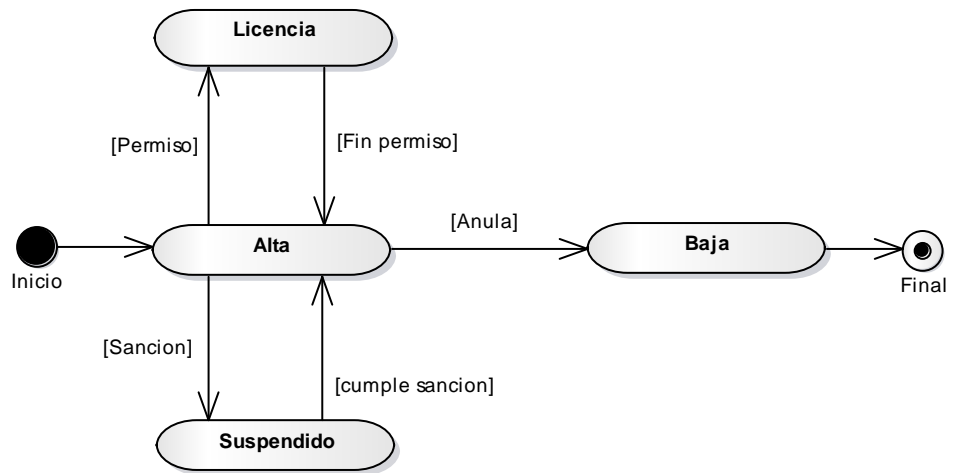 Licencia
[Permiso]
[Fin permiso]
[Anula]
Alta
Baja
Inicio
Final
[Sancion]
[cumple sancion]
Suspendido